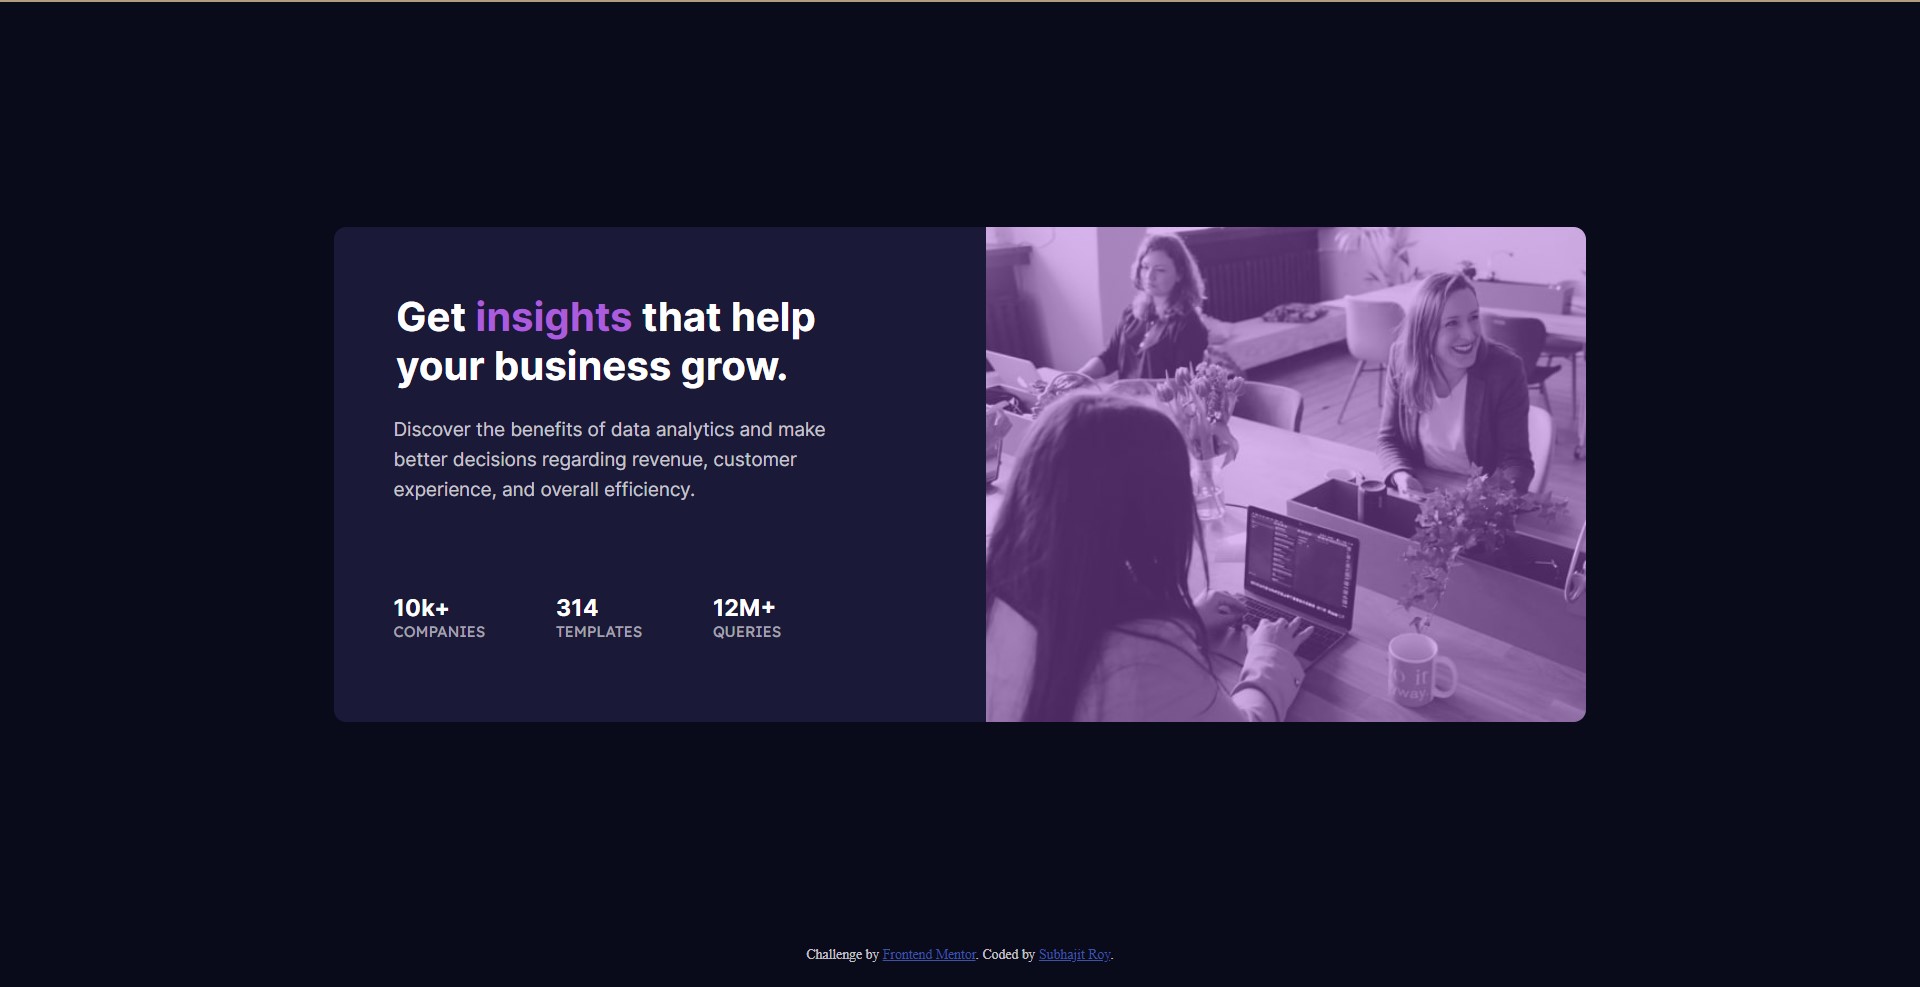 Get insights that help
your business grow.
Discover the benefits of data analytics and make
better decisions regarding revenue, customer
experience, and overall efficiency.
10k+
COMPANIES
314
TEMPLATES
12M+
QUERIES
way
Challenge by Frontend Mentor. Coded by Subhajit Roy.